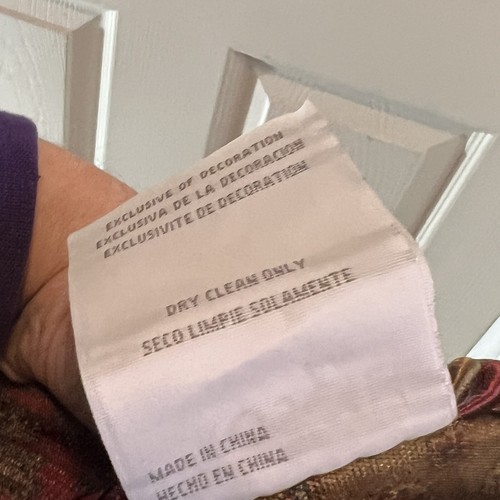 EXCLUSIVE OF DECORATION
EXCLUSIVA DE LA DECORACION
EXCLUSIVITE DE DECORATION
DRY CLEAN ONLY
SECO LIMPIE SOLAMENTE
MADE IN CHINA
HECHO EN CHINA